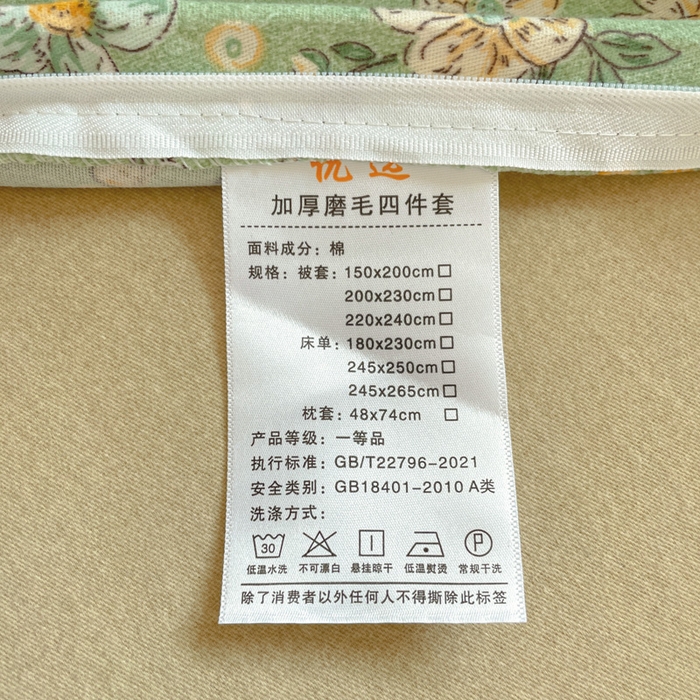 加厚磨毛四件套
面料成分：棉
规格：被套：150x200cm□
200x230cm□
220x240cm□
床单：180x230cm□
245x250cm□
245x265cm□
枕套：48x74cm □
产品等级：一等品
执行标准：GB/T22796-2021
安全类别：GB18401-2010 A类
洗涤方式：
30 P
低温水洗 不可漂白 悬挂晾干 低温熨烫 常规干洗
除了消费者以外任何人不得撕除此标签